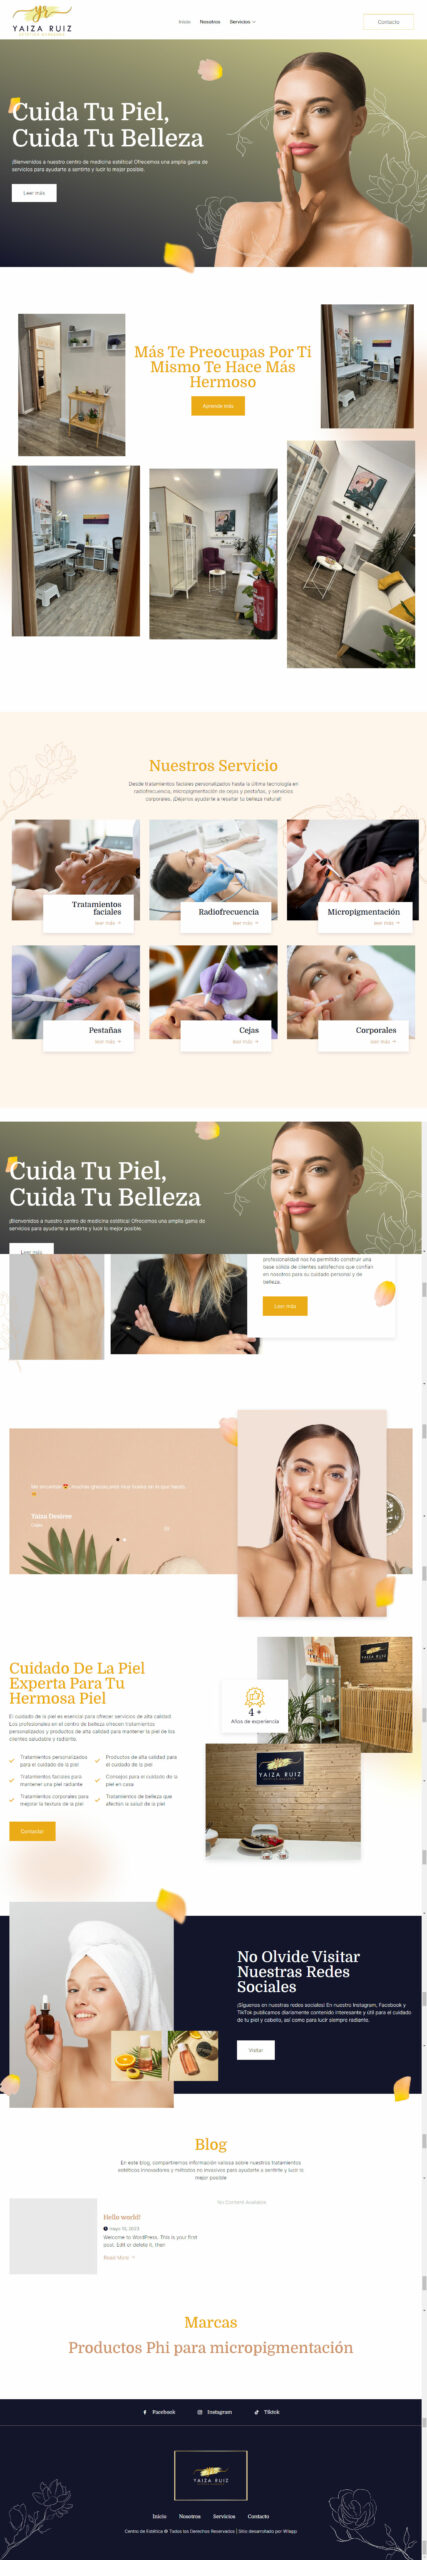 YAIZA RUIZ
Inicio
Nosotros
Servicios
Contacto
Cuida Tu Piel,
Cuida Tu Belleza
¡Bienvenidos a nuestro centro de medicina estética! Ofrecemos una amplia gama de
servicios para ayudarte a sentirte y lucir lo mejor posible.
Leer más
Más Te Preocupas Por Ti
Mismo Te Hace Más
Hermoso
Aprende más
Nuestros Servicio
Desde tratamientos faciales personalizados hasta la última tecnología en
radiofrecuencia, micropigmentación de cejas y pestañas, y servicios
corporales. ¡Déjanos ayudarte a resaltar tu belleza natural!
Tratamientos
faciales
leer más
Radiofrecuencia
leer más
Micropigmentación
leer más
Pestañas
leer más
Cejas
leer más
Corporales
leer más
Cuida Tu Piel,
Cuida Tu Belleza
¡Bienvenidos a nuestro centro de medicina estética! Ofrecemos una amplia gama de
servicios para ayudarte a sentirte y lucir lo mejor posible.
Leer más
profesionalidad nos ha permitido construir una
base sólida de clientes satisfechos que confían
en nosotros para su cuidado personal y de
belleza.
Leer más
Me encantan muchas gracias,eres muy buena en lo que haces.
Yaiza Desiree
Cejas
Cuidado De La Piel
Experta Para Tu
Hermosa Piel
El cuidado de la piel es esencial para ofrecer servicios de alta calidad.
Los profesionales en el centro de belleza ofrecen tratamientos
personalizados y productos de alta calidad para mantener la piel de los
clientes saludable y radiante.
Tratamientos personalizados
para el cuidado de la piel
Productos de alta calidad para
el cuidado de la piel
Tratamientos faciales para
mantener una piel radiante
Consejos para el cuidado de la
piel en casa
Tratamientos corporales para
mejorar la textura de la piel
Tratamientos de belleza que
afectan la salud de la piel
Contactar
4 +
Años de experiencia
YAIZA RUIZ
YAIZA RUIZ
No Olvide Visitar
Nuestras Redes
Sociales
¡Síguenos en nuestras redes sociales! En nuestro Instagram, Facebook y
TikTok publicamos diariamente contenido interesante y útil para el cuidado
de tu piel y cabello, así como para lucir siempre radiante.
Visitar
Blog
En este blog, compartiremos información valiosa sobre nuestros tratamientos
estéticos innovadores y métodos no invasivos para ayudarte a sentirte y lucir lo
mejor posible
Hello world!
mayo 10, 2023
Welcome to WordPress. This is your first
post. Edit or delete it, then
Read More
No Content Available
Marcas
Productos Phi para micropigmentación
Facebook
Instagram
Tiktok
YAIZA RUIZ
Inicio
Nosotros
Servicios
Contacto
Centro de Estética © Todos los Derechos Reservados | Sitio desarrollado por Wilapp